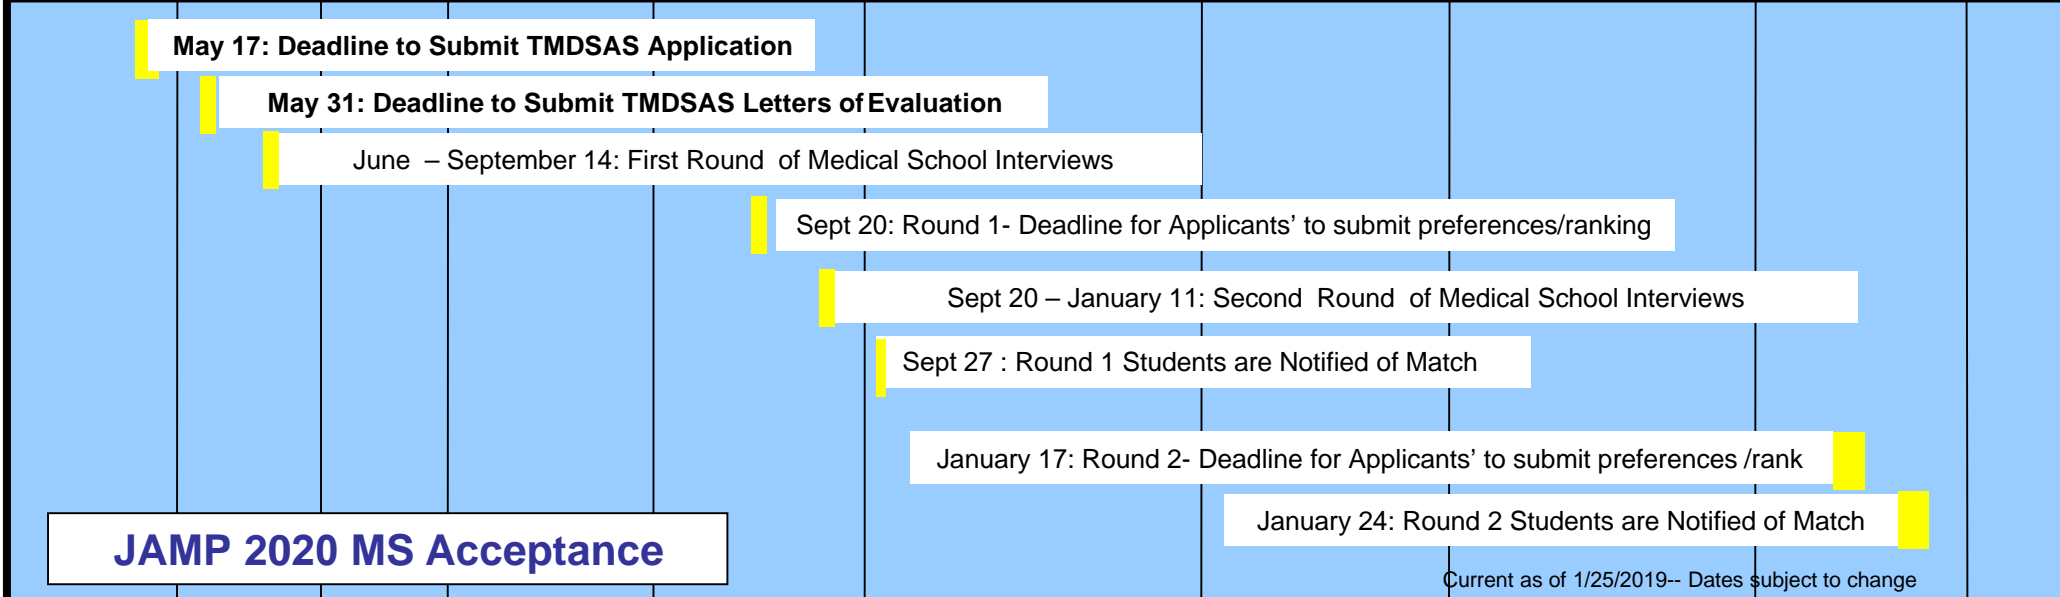 May 17: Deadline to Submit TMDSAS Application
May 31: Deadline to Submit TMDSAS Letters of Evaluation
June – September 14: First Round of Medical School Interviews
Sept 20: Round 1- Deadline for Applicants’ to submit preferences/ranking
Sept 20 – January 11: Second Round of Medical School Interviews
Sept 27 : Round 1 Students are Notified of Match
January 17: Round 2- Deadline for Applicants’ to submit preferences /rank
January 24: Round 2 Students are Notified of Match
JAMP 2020 MS Acceptance
Current as of 1/25/2019-- Dates subject to change